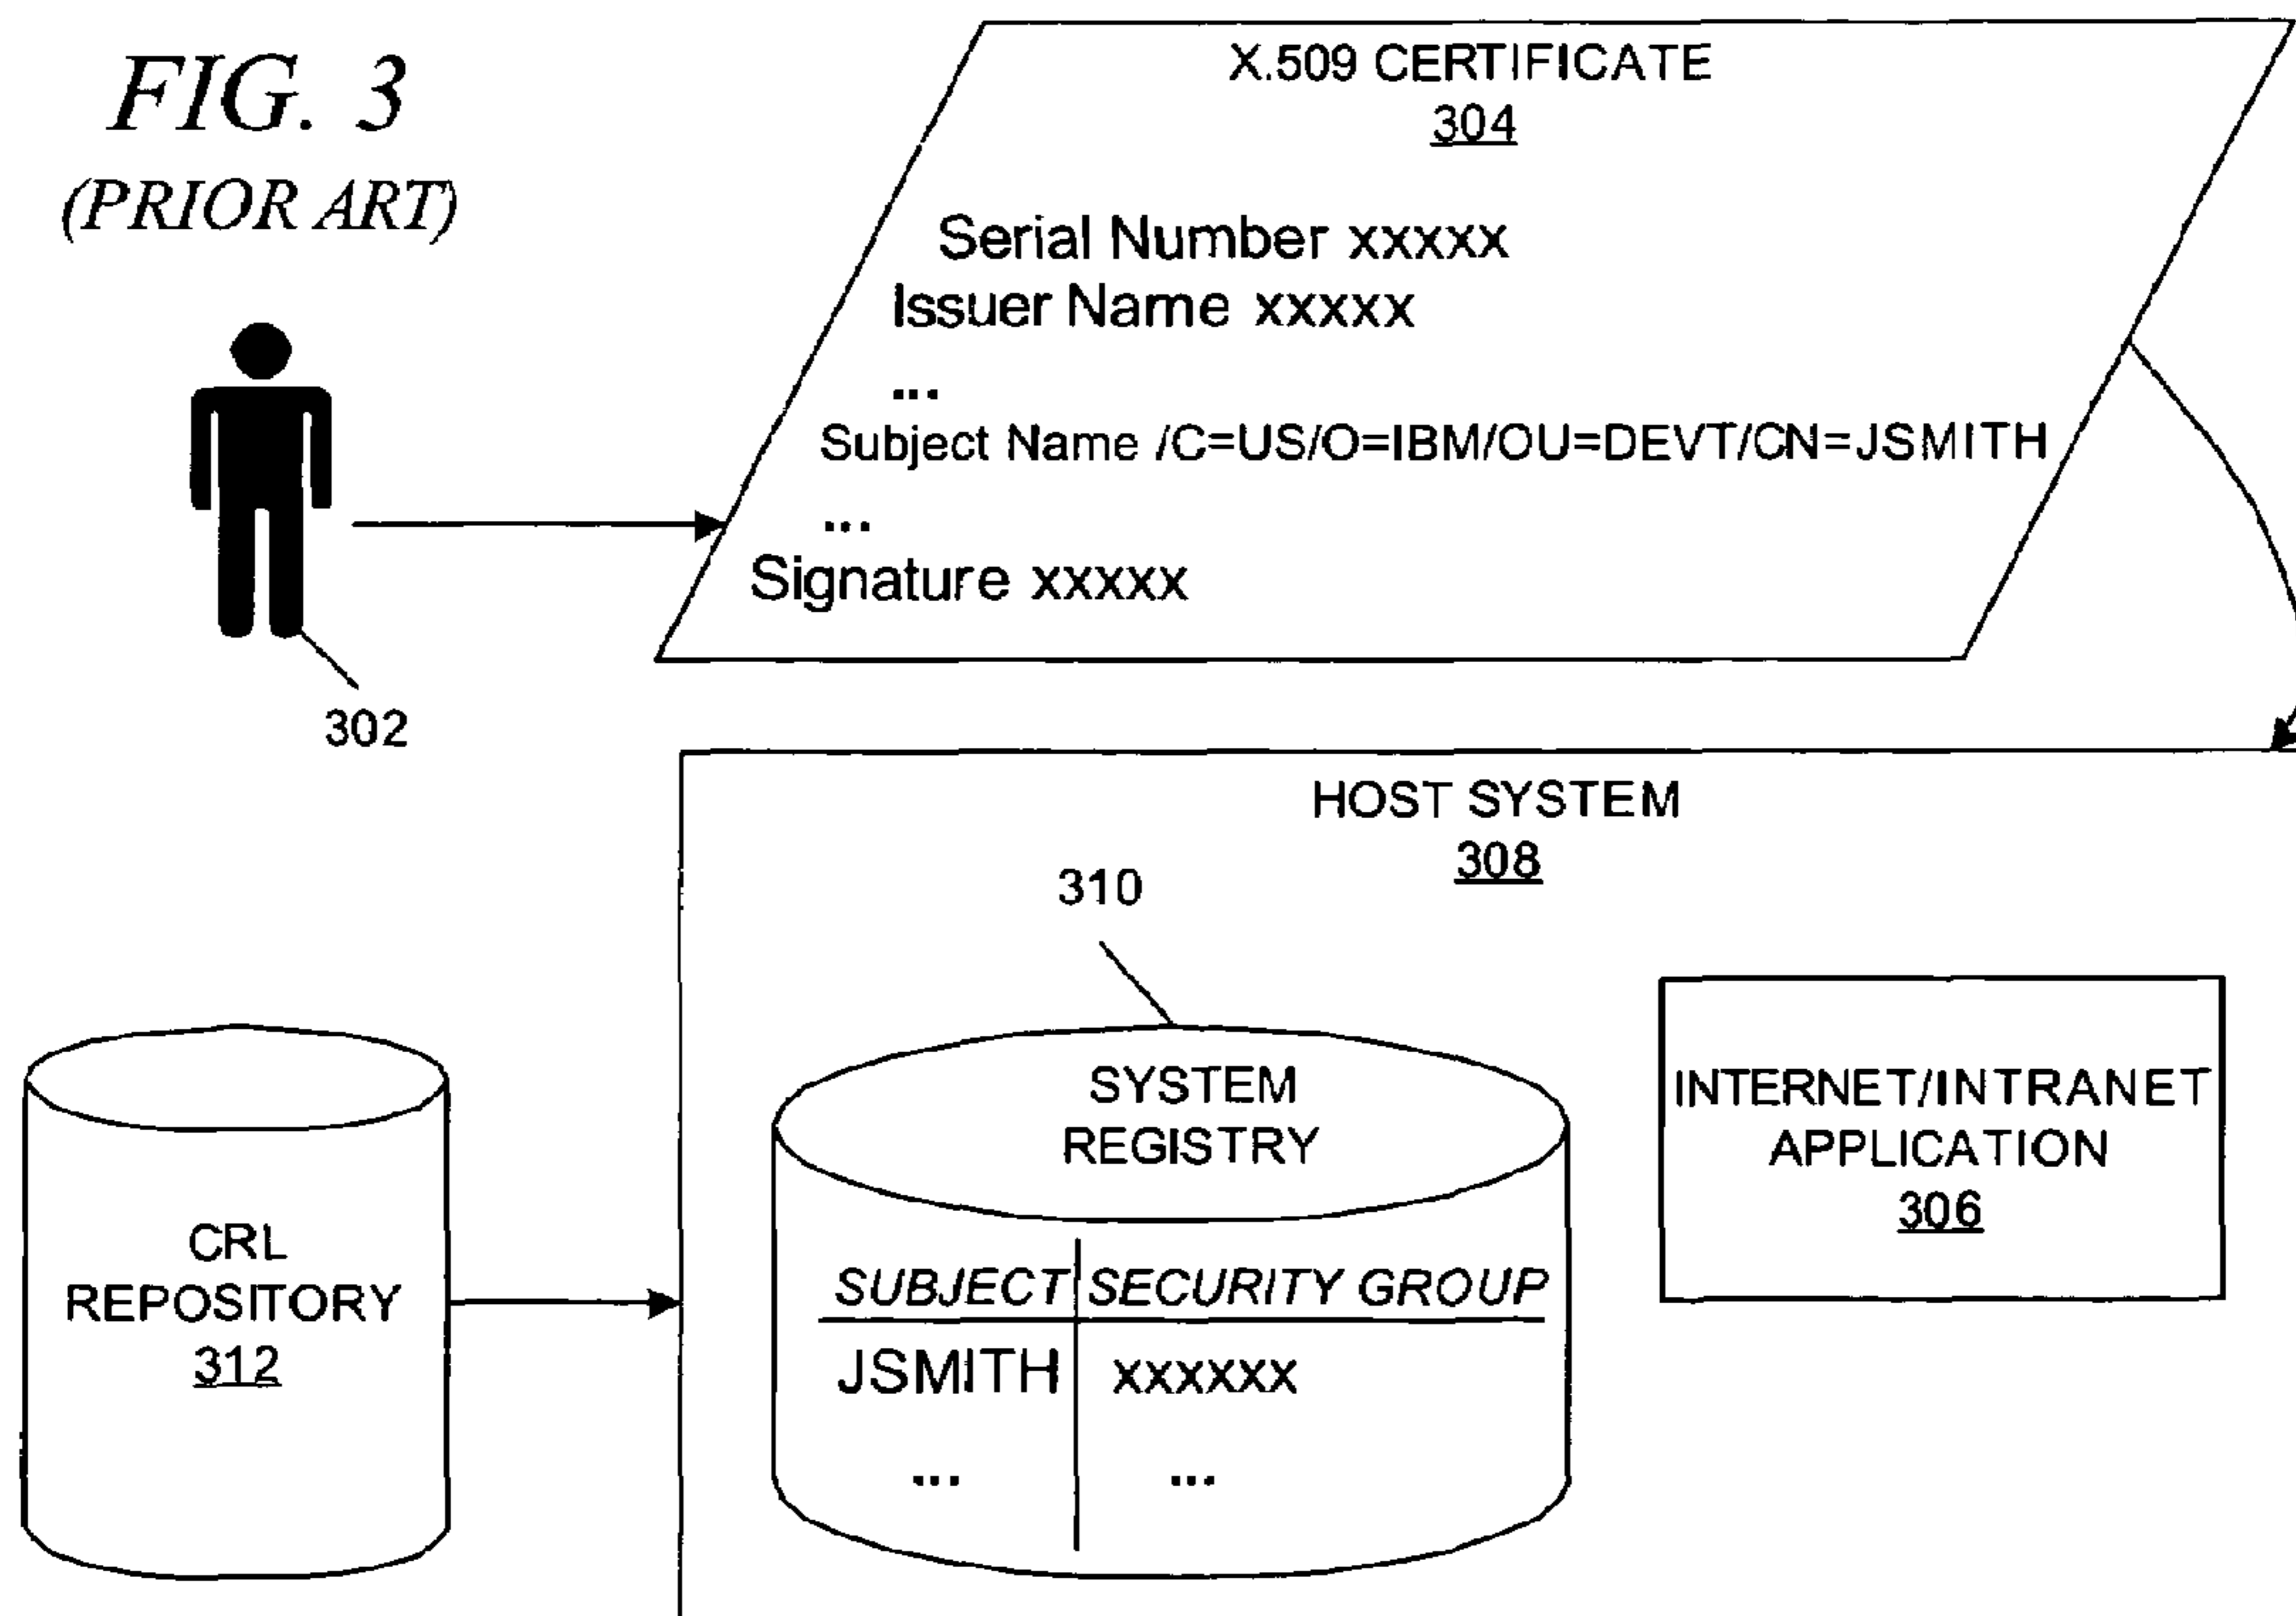 FIG. 3
(PRIOR ART)
X.509 CERTIFICATE
304
Serial Number xxxxx
Issuer Name xxxxx
...
Subject Name /C=US/O=IBM/OU=DEVT/CN=JSMITH
...
Signature xxxxx
302
HOST SYSTEM
308
310
SYSTEM
REGISTRY
SUBJECT SECURITY GROUP
JSMITH xxxxxx
... ...
INTERNET/INTRANET
APPLICATION
306
CRL
REPOSITORY
312